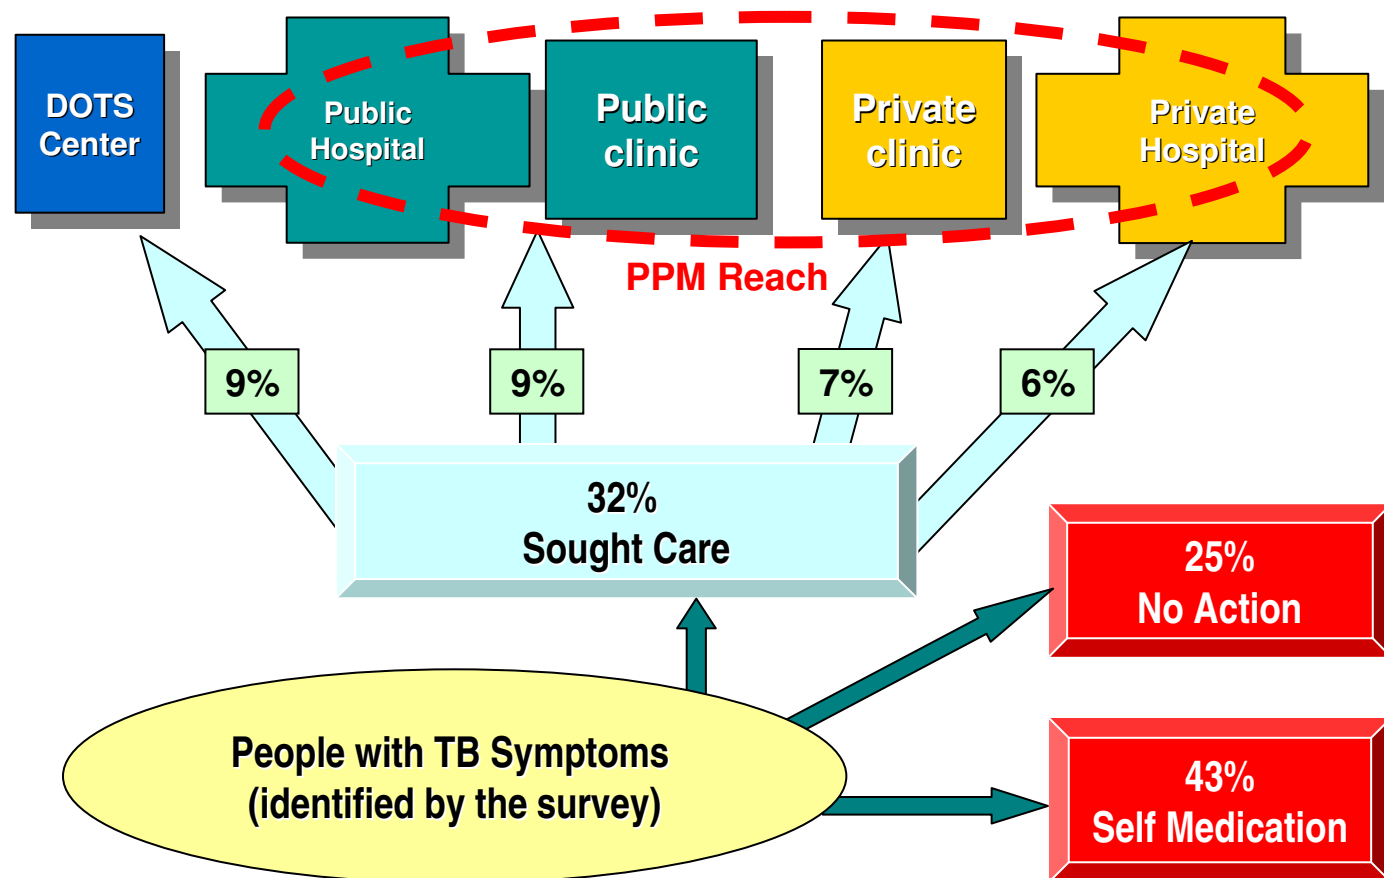 DOTS
Center
Public
Hospital
Public
clinic
Private
clinic
Private
Hospital
PPM Reach
9%
9%
7%
6%
32%
Sought Care
25%
No Action
People with TB Symptoms
(identified by the survey)
43%
Self Medication